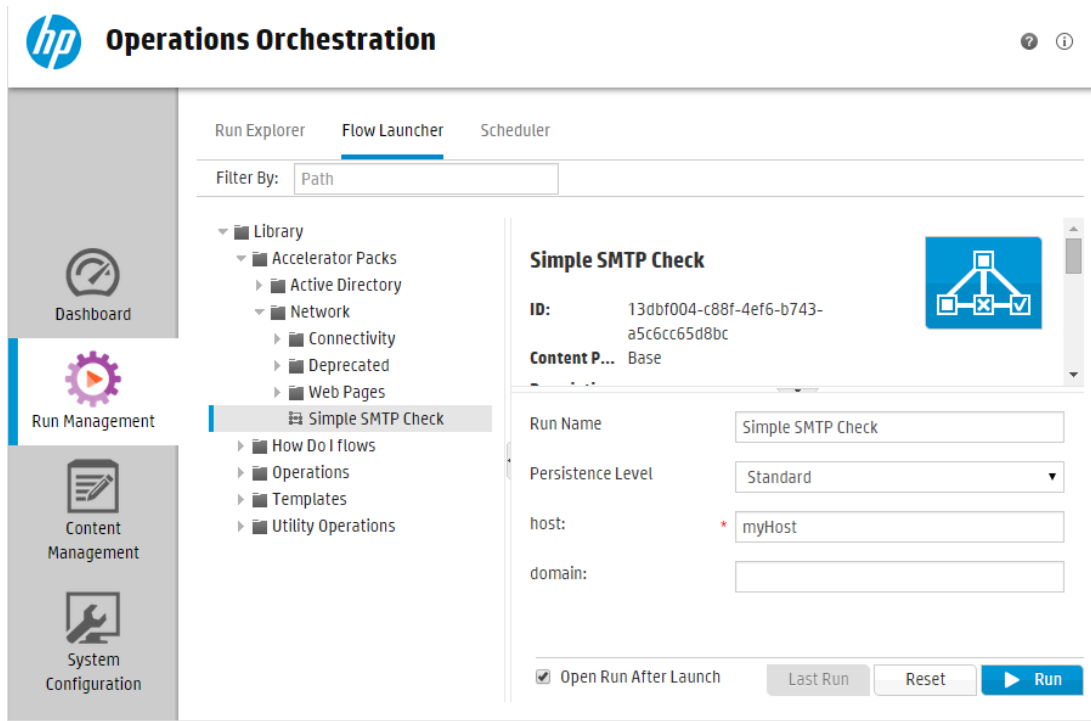 hp Operations Orchestration
Run Explorer Flow Launcher Scheduler
Filter By: Path
Library
Accelerator Packs
Active Directory
Network
Connectivity
Deprecated
Web Pages
Simple SMTP Check
How Do I flows
Operations
Templates
Utility Operations
Dashboard
Run Management
Content
Management
System
Configuration
Simple SMTP Check
ID: 13dbf004-c88f-4ef6-b743-
a5c6cc65d8bc
Content P... Base
Run Name Simple SMTP Check
Persistence Level Standard
host: * myHost
domain:
Open Run After Launch Last Run Reset Run